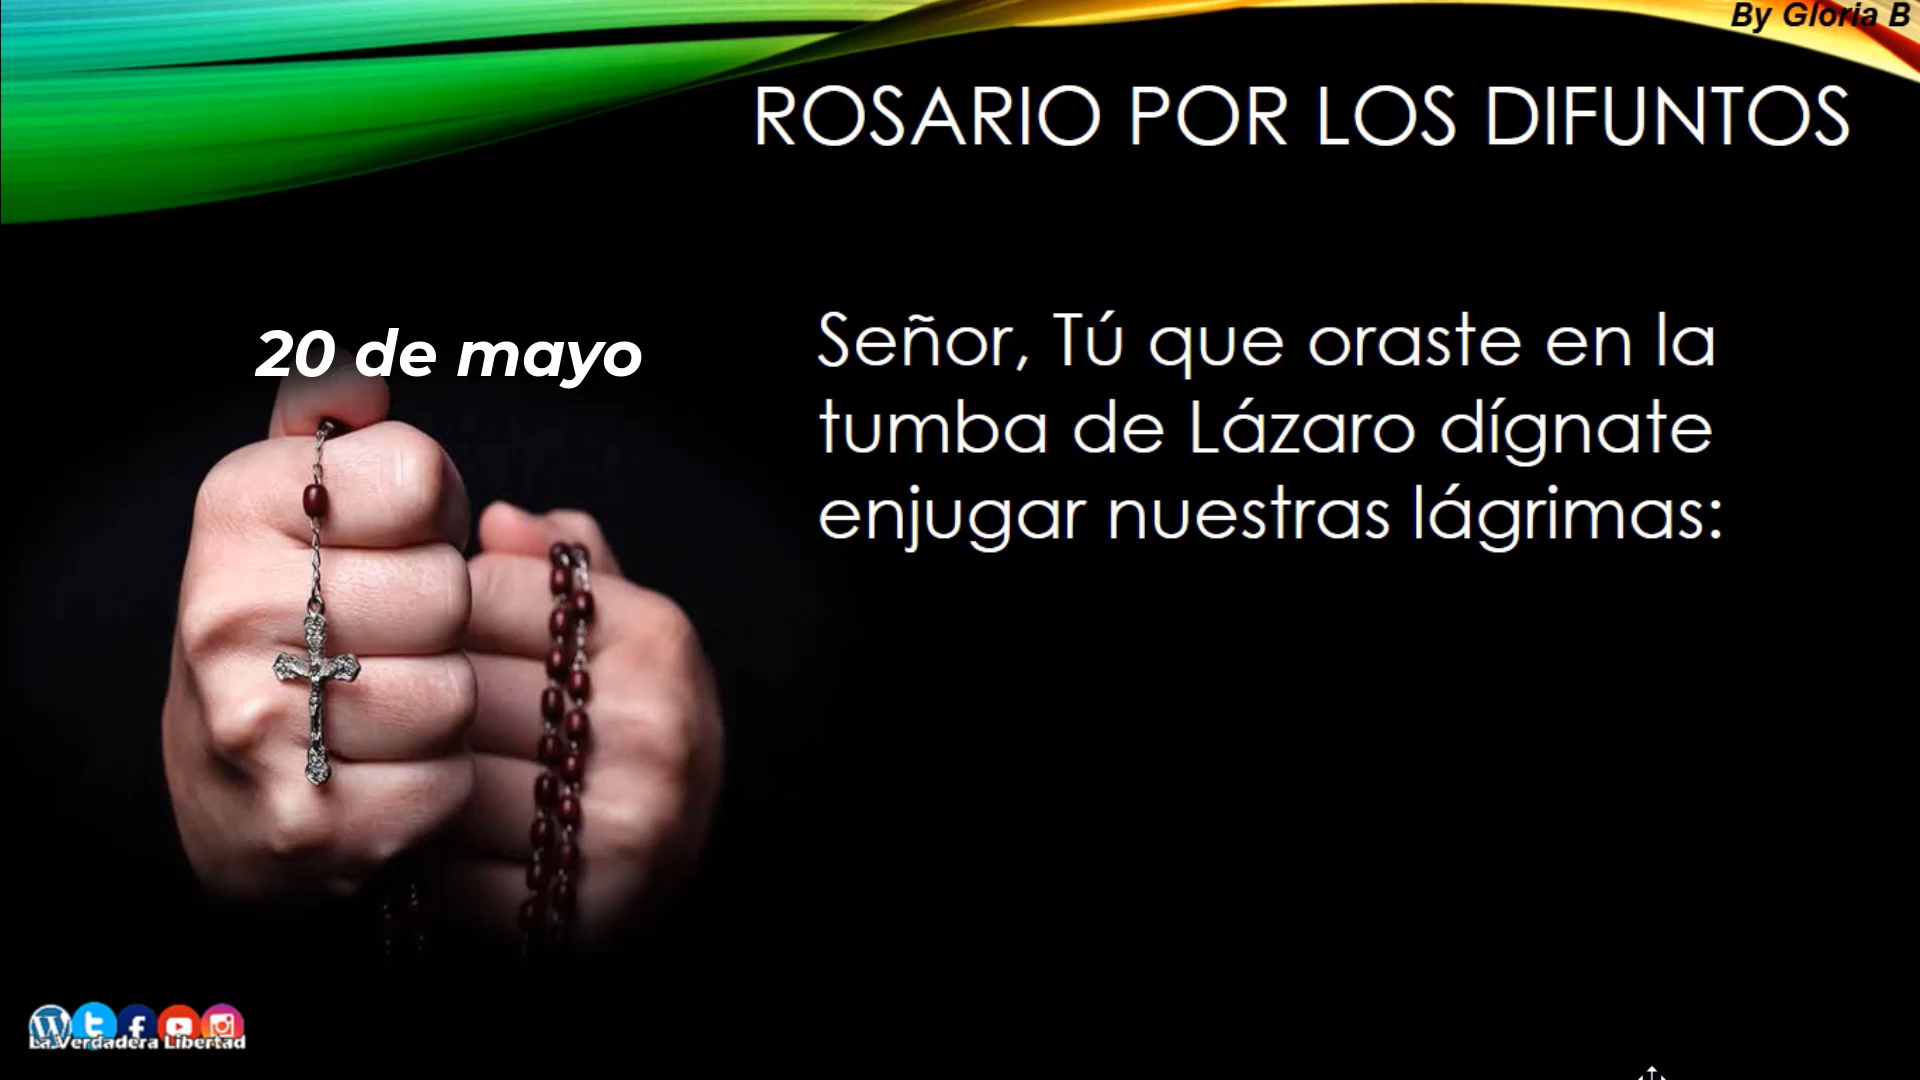 By Gloria B
ROSARIO POR LOS DIFUNTOS
20 de mayo
Señor, Tú que oraste en la
tumba de Lázaro dígnate
enjugar nuestras lágrimas:
La Verdadera Libertad